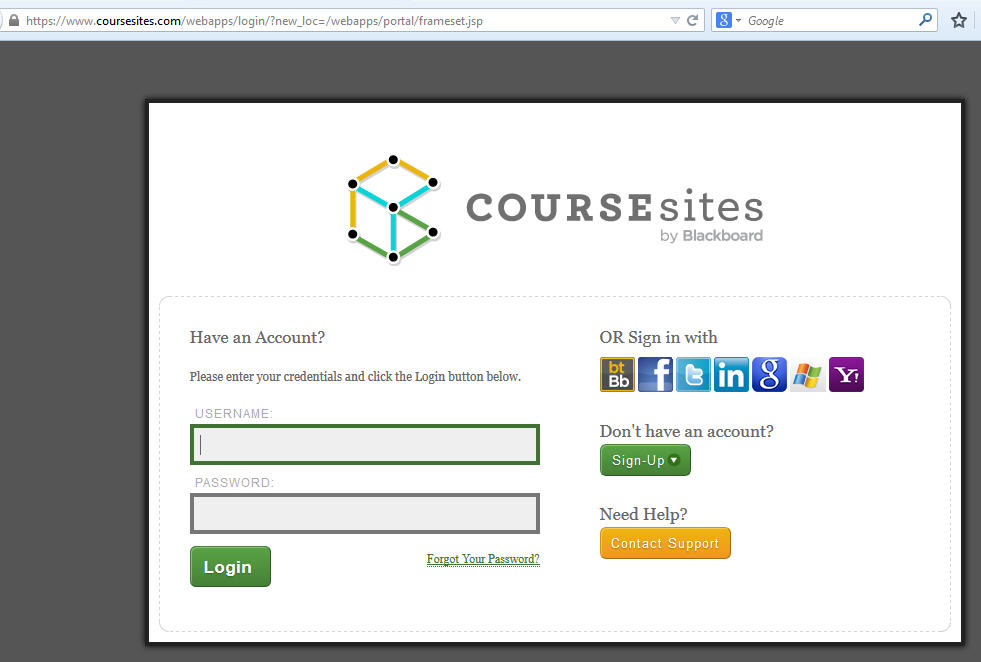 https://www.coursesites.com/webapps/login/?new_loc=/webapps/portal/frameset.jsp
8 Google
COURSEsites
by Blackboard
Have an Account?
Please enter your credentials and click the Login button below.
USERNAME:
PASSWORD:
Login
Forgot Your Password?
OR Sign in with
bt
Bb
f
t
in
g
Y!
Don't have an account?
Sign-Up
Need Help?
Contact Support